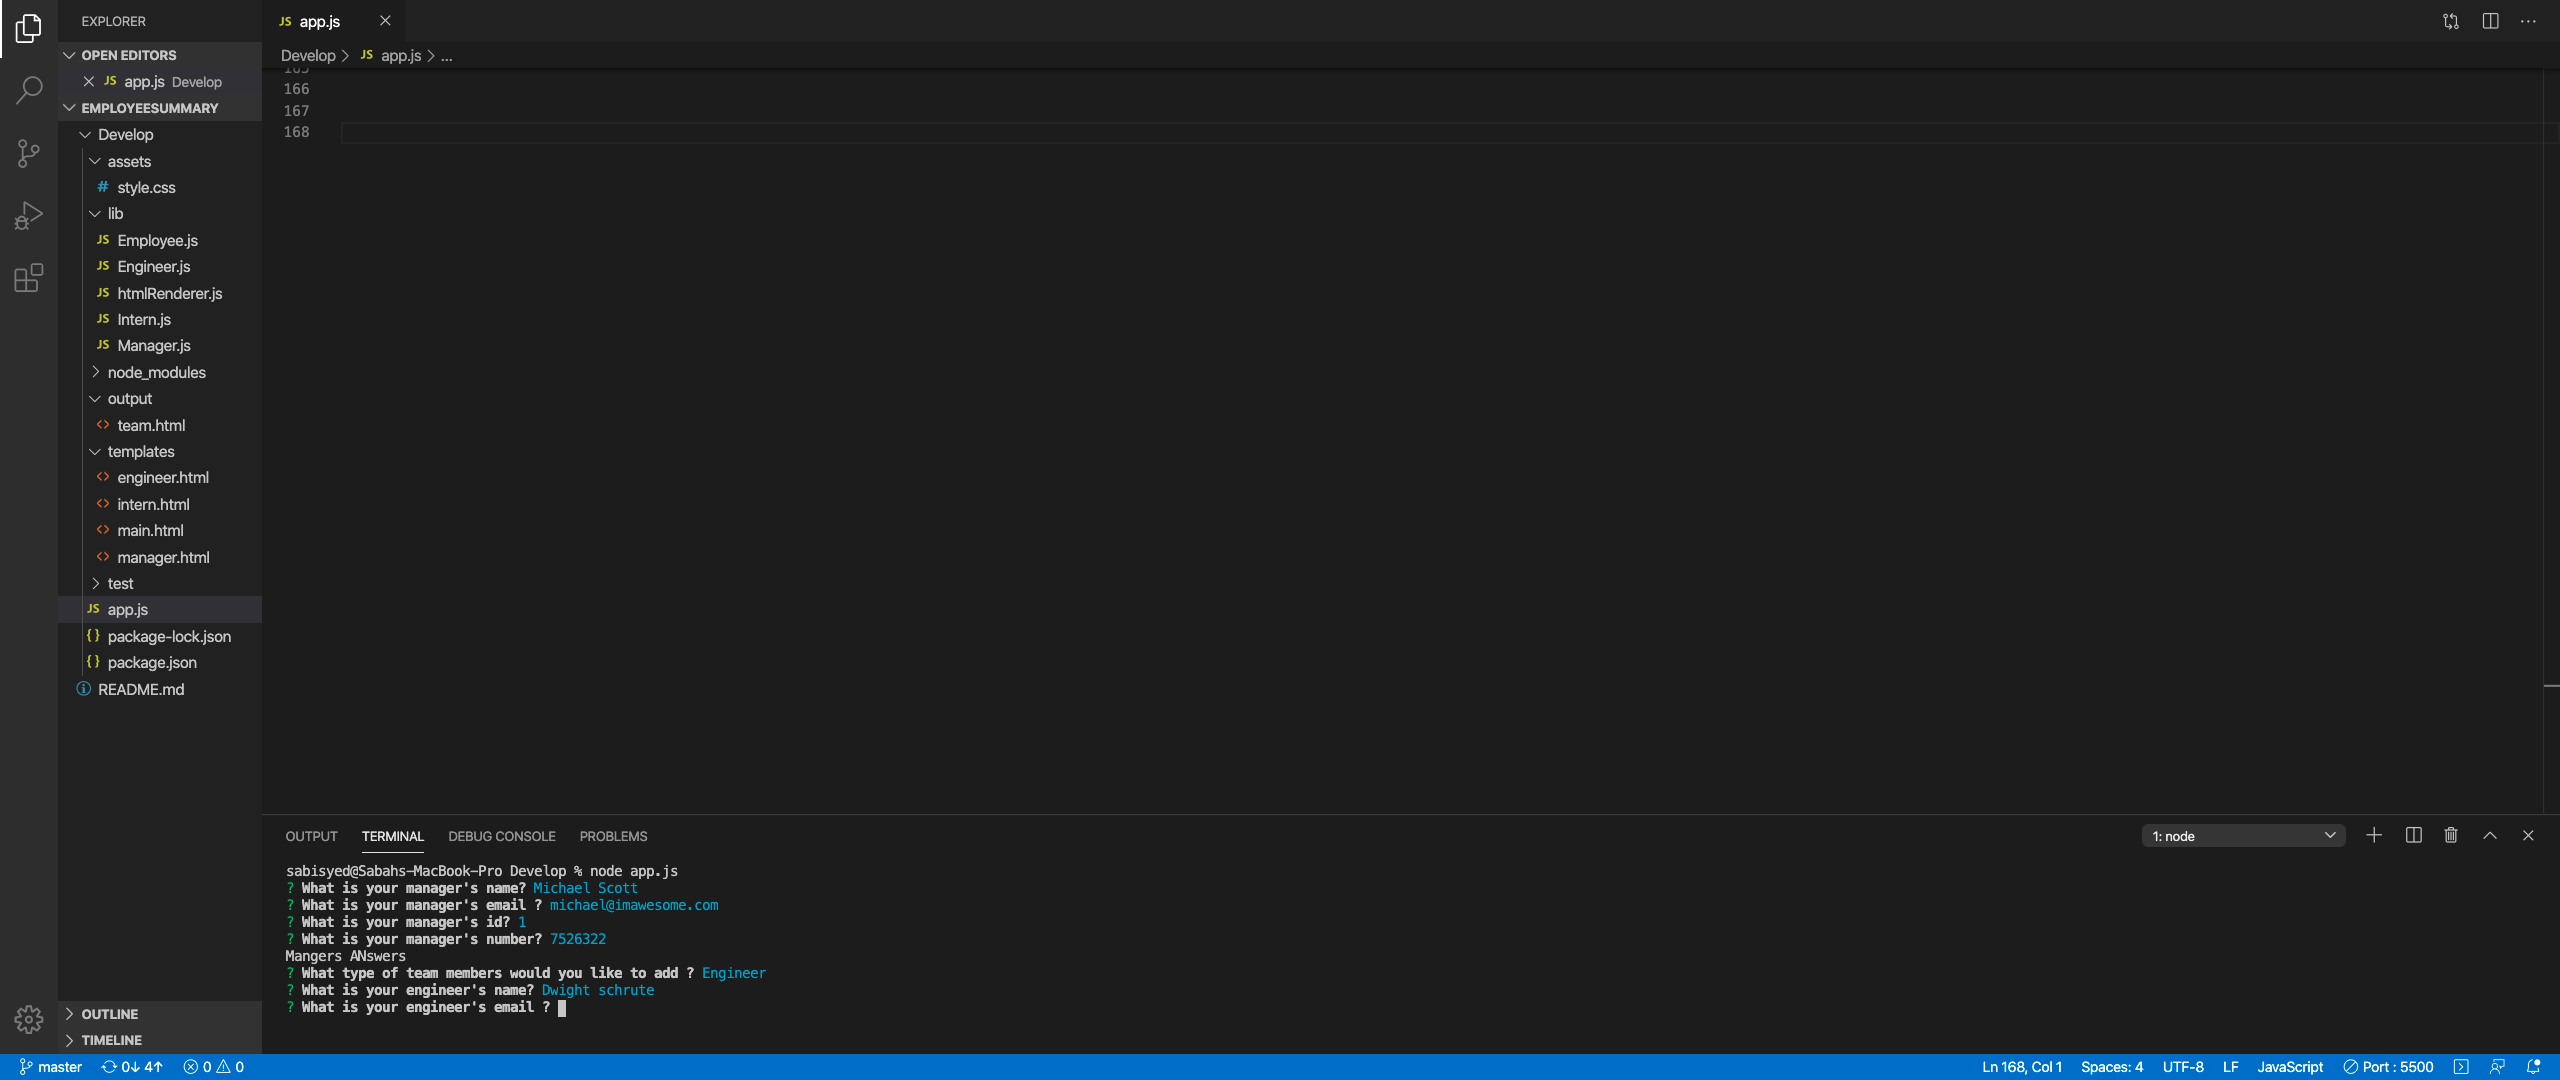 EXPLORER
OPEN EDITORS
JS app.js Develop
EMPLOYEESUMMARY
Develop
assets
# style.css
lib
JS Employee.js
JS Engineer.js
JS htmlRenderer.js
JS Intern.js
JS Manager.js
node_modules
output
<> team.html
templates
<> engineer.html
<> intern.html
<> main.html
<> manager.html
test
JS app.js
{} package-lock.json
{} package.json
README.md
OUTLINE
TIMELINE
JS app.js
Develop > JS app.js > ...
165
166
167
168
OUTPUT TERMINAL DEBUG CONSOLE PROBLEMS
1: node
sabisyed@Sabahs-MacBook-Pro Develop % node app.js
? What is your manager's name? Michael Scott
? What is your manager's email ? michael@imawesome.com
? What is your manager's id? 1
? What is your manager's number? 7526322
Mangers ANswers
? What type of team members would you like to add ? Engineer
? What is your engineer's name? Dwight schrute
? What is your engineer's email ?
master 0↓ 4↑ 0 0
Ln 168, Col 1 Spaces: 4 UTF-8 LF JavaScript Port : 5500